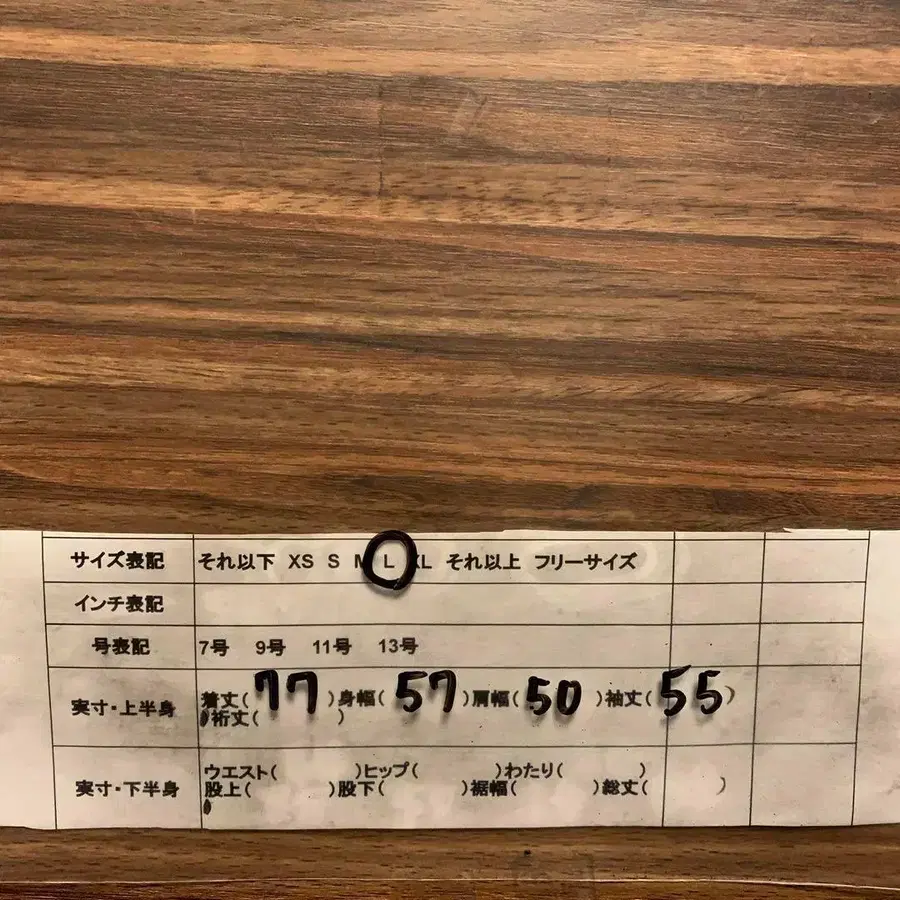 サイズ表記 それ以下 XS S M L XL それ以上 フリーサイズ
インチ表記
号表記 7号 9号 11号 13号
実寸・上半身 着丈(77)身幅(57)肩幅(50)袖丈(55)
裄丈( )
実寸・下半身 ウエスト( )ヒップ( )わたり( )
股上( )股下( )裾幅( )総丈( )